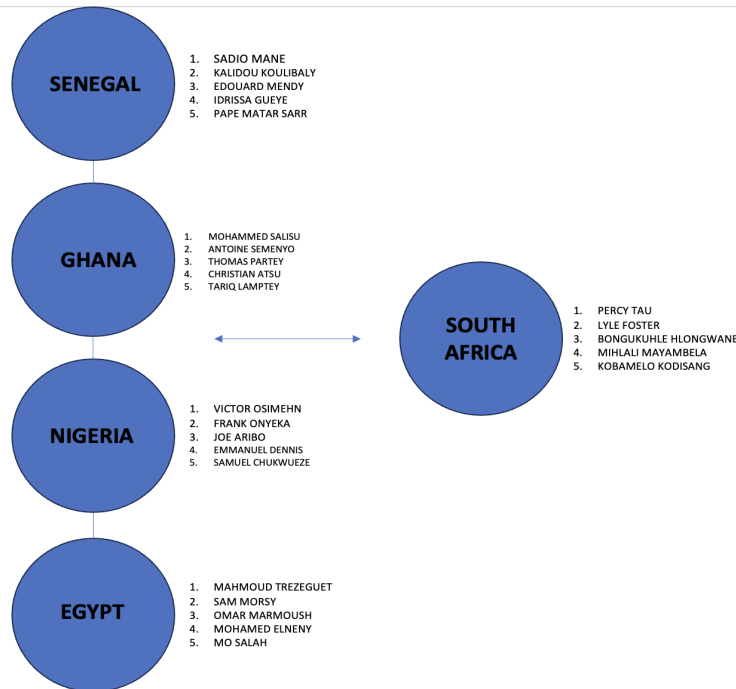 SENEGAL
1. SADIO MANE
2. KALIDOU KOULIBALY
3. EDOUARD MENDY
4. IDRISSA GUEYE
5. PAPE MATAR SARR
GHANA
1. MOHAMMED SALISU
2. ANTOINE SEMENYO
3. THOMAS PARTEY
4. CHRISTIAN ATSU
5. TARIQ LAMPTEY
SOUTH
AFRICA
1. PERCY TAU
2. LYLE FOSTER
3. BONGUKUHLE HLONGWANE
4. MIHLALI MAYAMBELA
5. KOBAMELO KODISANG
NIGERIA
1. VICTOR OSIMEHN
2. FRANK ONYEKA
3. JOE ARIBO
4. EMMANUEL DENNIS
5. SAMUEL CHUKWUEZE
EGYPT
1. MAHMOUD TREZEGUET
2. SAM MORSY
3. OMAR MARMOUSH
4. MOHAMED ELNENY
5. MO SALAH